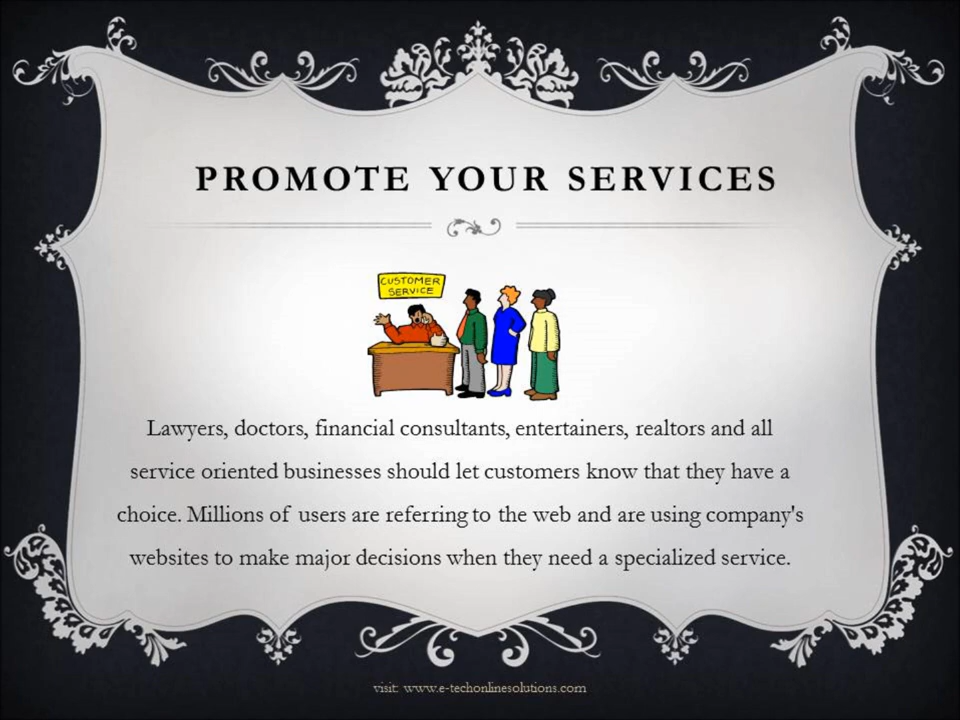 PROMOTE YOUR SERVICES
CUSTOMER
SERVICE
Lawyers, doctors, financial consultants, entertainers, realtors and all
service oriented businesses should let customers know that they have a
choice. Millions of users are referring to the web and are using company's
websites to make major decisions when they need a specialized service.
visit: www.e-techonlinesolutions.com